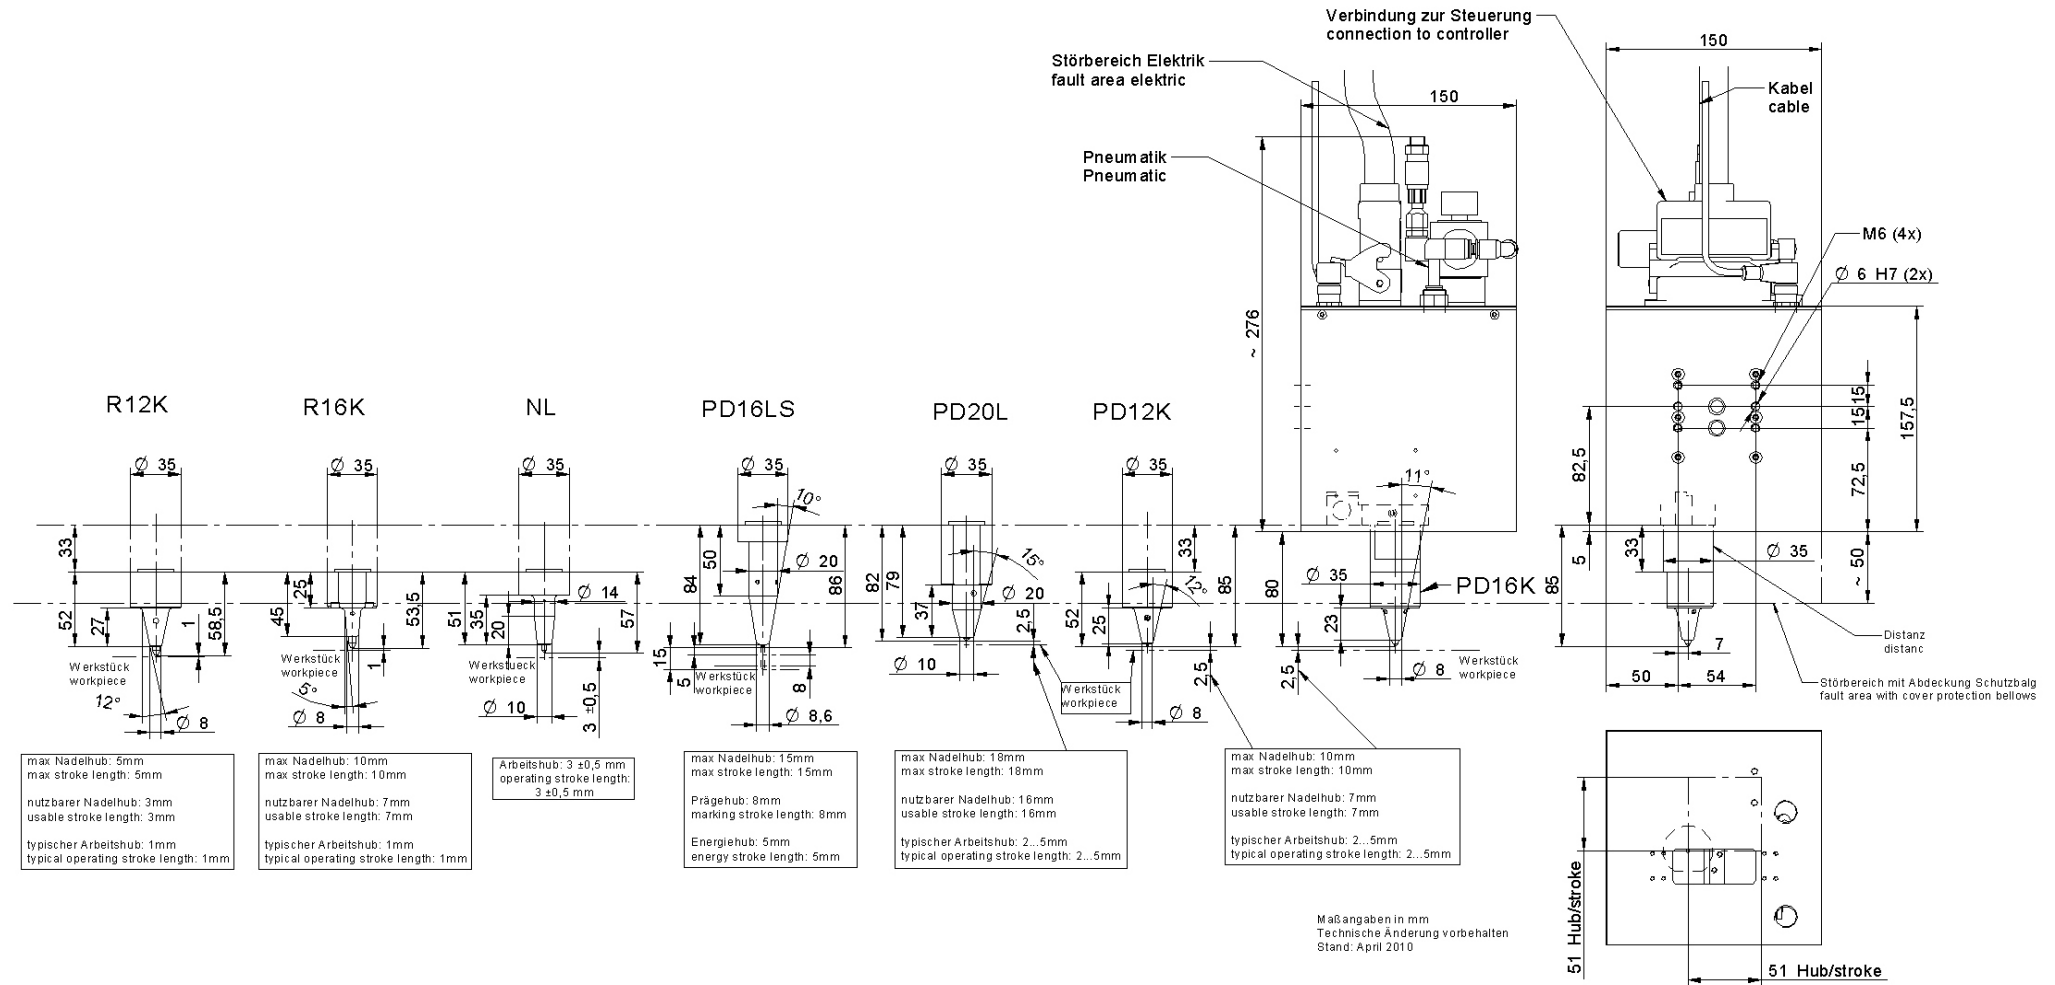 Verbindung zur Steuerung
connection to controller
Störbereich Elektrik
fault area elektric
150
150
Kabel
cable
Pneumatik
Pneumatic
M6 (4x)
Ø 6 H7 (2x)
~ 276
157,5
15
15
82,5
72,5
R12K
R16K
NL
PD16LS
PD20L
PD12K
Ø 35
Ø 35
Ø 35
Ø 35
Ø 35
Ø 35
11°
10°
33
52
27
1
58,5
Werkstück
workpiece
12°
Ø 8
25
45
53,5
1
Werkstück
workpiece
5°
Ø 8
51
35
20
Ø 14
57
Werkstueck
workpiece
Ø 10
3 ±0,5
50
84
Ø 20
86
15
5
Werkstück
workpiece
8
Ø 8,6
82
79
37
15°
Ø 20
2,5
Ø 10
Werkstück
workpiece
33
52
25
12°
85
2,5
Ø 8
80
Ø 35
PD16K
23
2,5
Ø 8
Werkstück
workpiece
5
33
85
Ø 35
~ 50
7
50
54
Distanz
distanc
Störbereich mit Abdeckung Schutzbalg
fault area with cover protection bellows
max Nadelhub: 5mm
max stroke length: 5mm
nutzbarer Nadelhub: 3mm
usable stroke length: 3mm
typischer Arbeitshub: 1mm
typical operating stroke length: 1mm
max Nadelhub: 10mm
max stroke length: 10mm
nutzbarer Nadelhub: 7mm
usable stroke length: 7mm
typischer Arbeitshub: 1mm
typical operating stroke length: 1mm
Arbeitshub: 3 ±0,5 mm
operating stroke length:
3 ±0,5 mm
max Nadelhub: 15mm
max stroke length: 15mm
Prägehub: 8mm
marking stroke length: 8mm
Energiehub: 5mm
energy stroke length: 5mm
max Nadelhub: 18mm
max stroke length: 18mm
nutzbarer Nadelhub: 16mm
usable stroke length: 16mm
typischer Arbeitshub: 2...5mm
typical operating stroke length: 2...5mm
max Nadelhub: 10mm
max stroke length: 10mm
nutzbarer Nadelhub: 7mm
usable stroke length: 7mm
typischer Arbeitshub: 2...5mm
typical operating stroke length: 2...5mm
51 Hub/stroke
51 Hub/stroke
Maßangaben in mm
Technische Änderung vorbehalten
Stand: April 2010